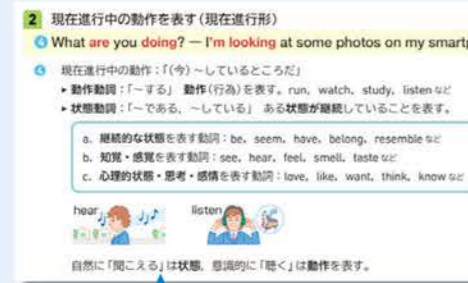 2 現在進行中の動作を表す(現在進行形)
4 What are you doing? — I'm looking at some photos on my smartp
4 現在進行中の動作:「(今)~しているところだ」
▸動作動詞:「~する」 動作(行為)を表す。run, watch, study, listen など
▸状態動詞:「~である、~している」 ある状態が継続していることを表す。
a. 継続的な状態を表す動詞:be, seem, have, belong, resemble など
b. 知覚・感覚を表す動詞:see, hear, feel, smell, taste など
c. 心理的状態・思考・感情を表す動詞:love, like, want, think, know など
hear listen
自然に「聞こえる」は状態, 意識的に「聴く」は動作を表す。